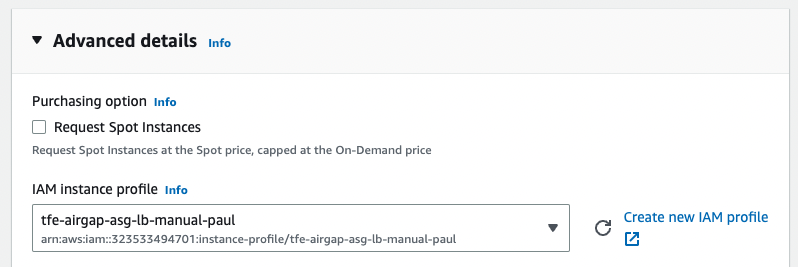 Advanced details Info
Purchasing option Info
Request Spot Instances
Request Spot Instances at the Spot price, capped at the On-Demand price
IAM instance profile Info
tfe-airgap-asg-lb-manual-paul
arn:aws:iam::323533494701:instance-profile/tfe-airgap-asg-lb-manual-paul
Create new IAM profile